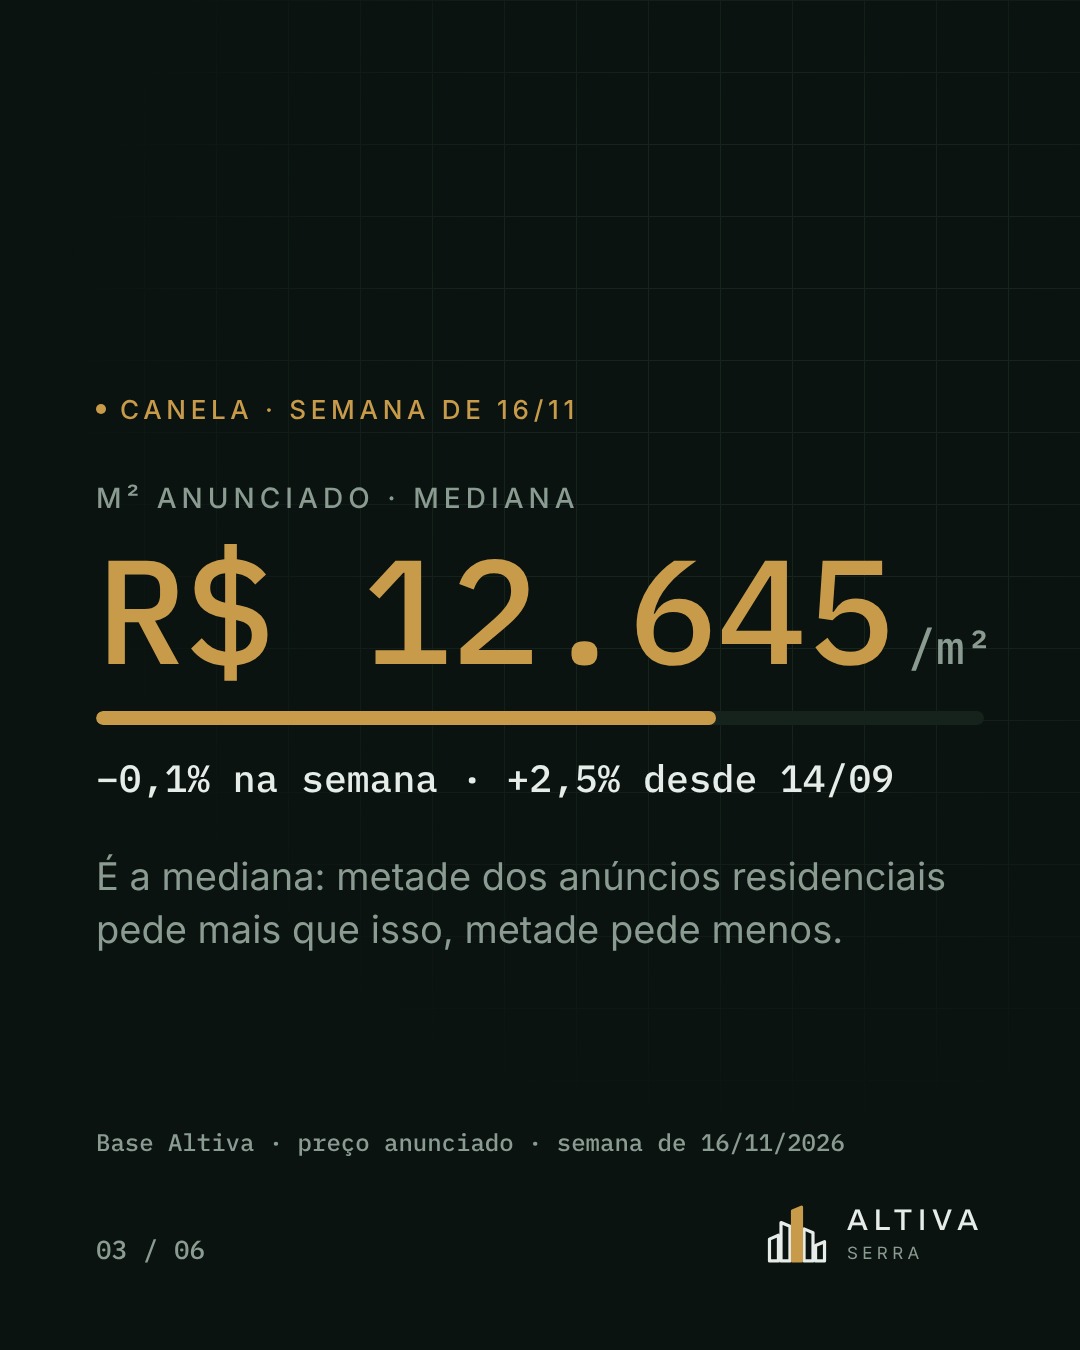 • CANELA · SEMANA DE 16/11
M² ANUNCIADO · MEDIANA
R$ 12.645 /m²
−0,1% na semana · +2,5% desde 14/09
É a mediana: metade dos anúncios residenciais
pede mais que isso, metade pede menos.
Base Altiva · preço anunciado · semana de 16/11/2026
03 / 06
ALTIVA
SERRA